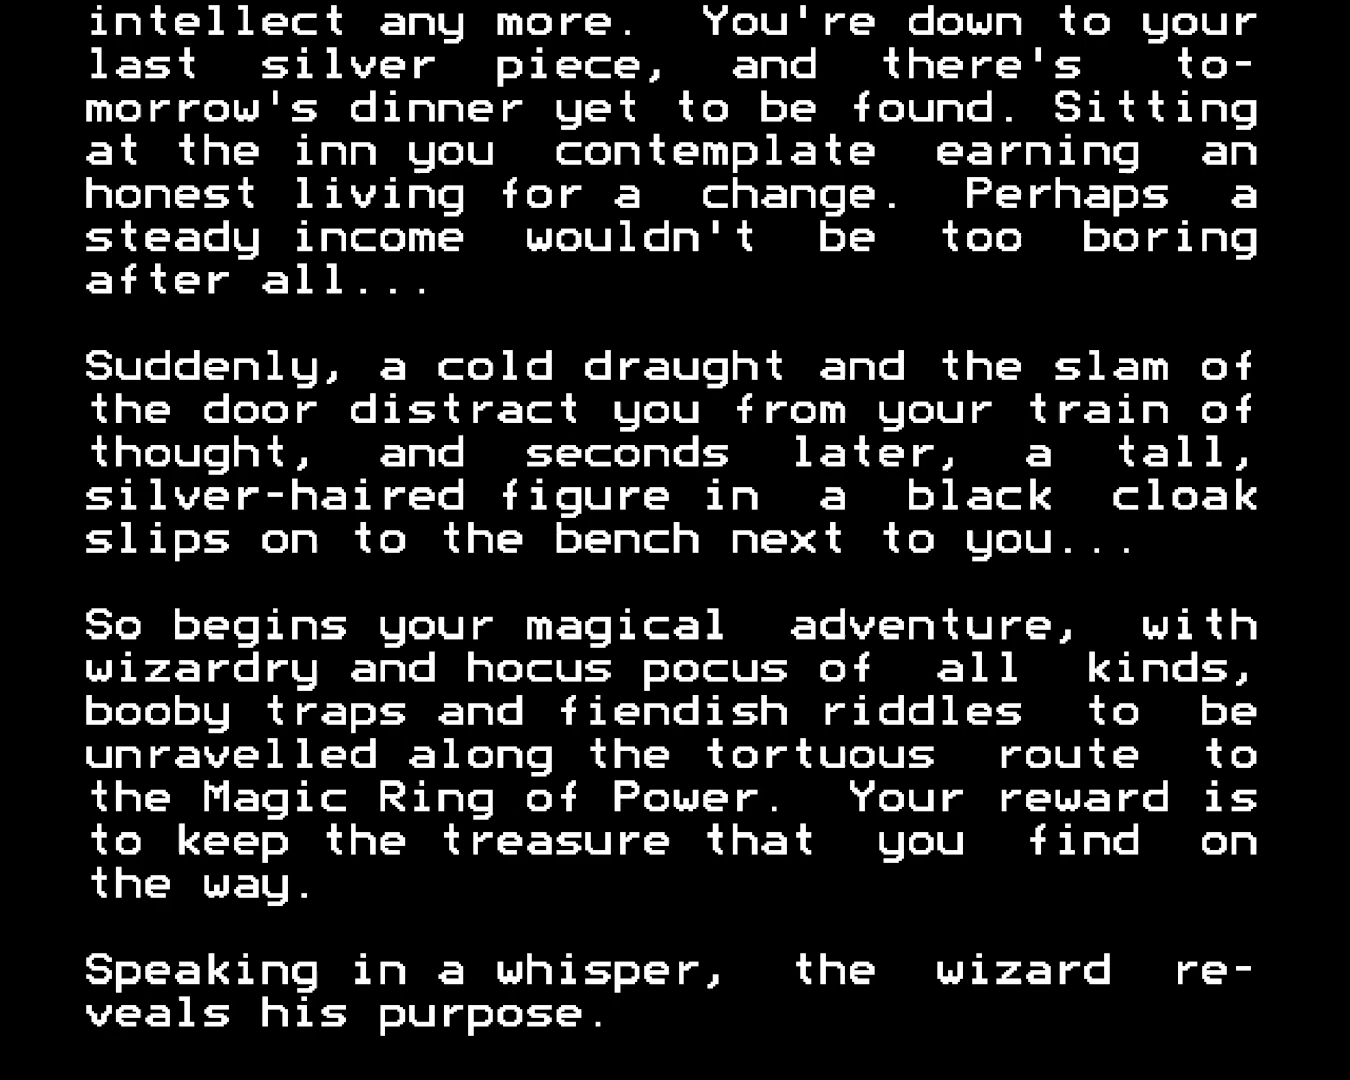 intellect any more.  You're down to your
last  silver  piece,  and  there's   to-
morrow's dinner yet to be found. Sitting
at the inn you  contemplate  earning  an
honest living for a  change.  Perhaps  a
steady income  wouldn't  be  too  boring
after all...

Suddenly, a cold draught and the slam of
the door distract you from your train of
thought,  and  seconds  later,  a  tall,
silver-haired figure in  a  black  cloak
slips on to the bench next to you...

So begins your magical  adventure,  with
wizardry and hocus pocus of  all  kinds,
booby traps and fiendish riddles  to  be
unravelled along the tortuous  route  to
the Magic Ring of Power.  Your reward is
to keep the treasure that  you  find  on
the way.

Speaking in a whisper,  the  wizard  re-
veals his purpose.